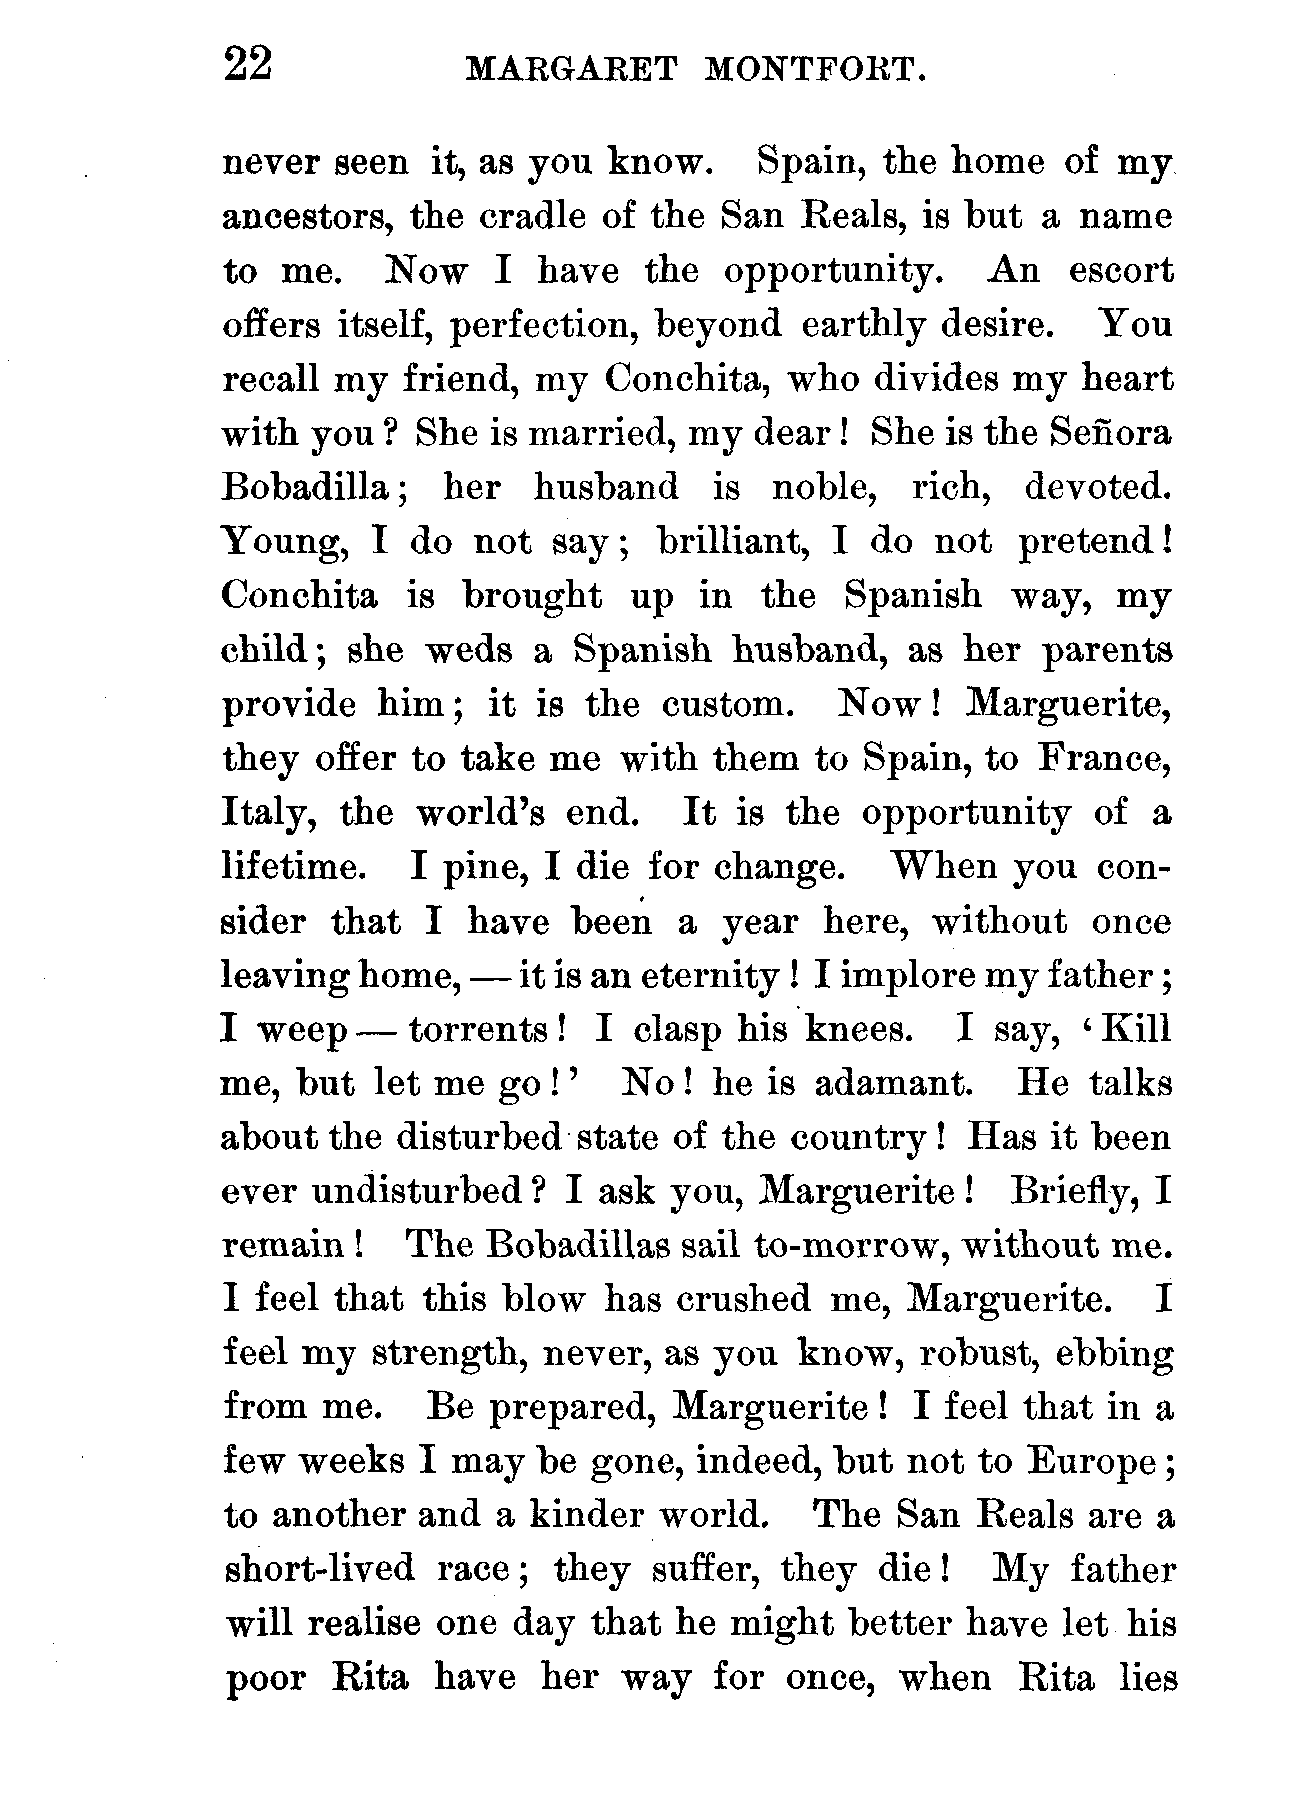 22 MARGARET MONTFORT.
never seen it, as you know. Spain, the home of my
ancestors, the cradle of the San Reals, is but a name
to me. Now I have the opportunity. An escort
offers itself, perfection, beyond earthly desire. You
recall my friend, my Conchita, who divides my heart
with you? She is married, my dear! She is the Señora
Bobadilla; her husband is noble, rich, devoted.
Young, I do not say; brilliant, I do not pretend!
Conchita is brought up in the Spanish way, my
child; she weds a Spanish husband, as her parents
provide him; it is the custom. Now! Marguerite,
they offer to take me with them to Spain, to France,
Italy, the world's end. It is the opportunity of a
lifetime. I pine, I die for change. When you con-
sider that I have been a year here, without once
leaving home, — it is an eternity! I implore my father;
I weep — torrents! I clasp his knees. I say, ‘Kill
me, but let me go!’ No! he is adamant. He talks
about the disturbed state of the country! Has it been
ever undisturbed? I ask you, Marguerite! Briefly, I
remain! The Bobadillas sail to-morrow, without me.
I feel that this blow has crushed me, Marguerite. I
feel my strength, never, as you know, robust, ebbing
from me. Be prepared, Marguerite! I feel that in a
few weeks I may be gone, indeed, but not to Europe;
to another and a kinder world. The San Reals are a
short-lived race; they suffer, they die! My father
will realise one day that he might better have let his
poor Rita have her way for once, when Rita lies